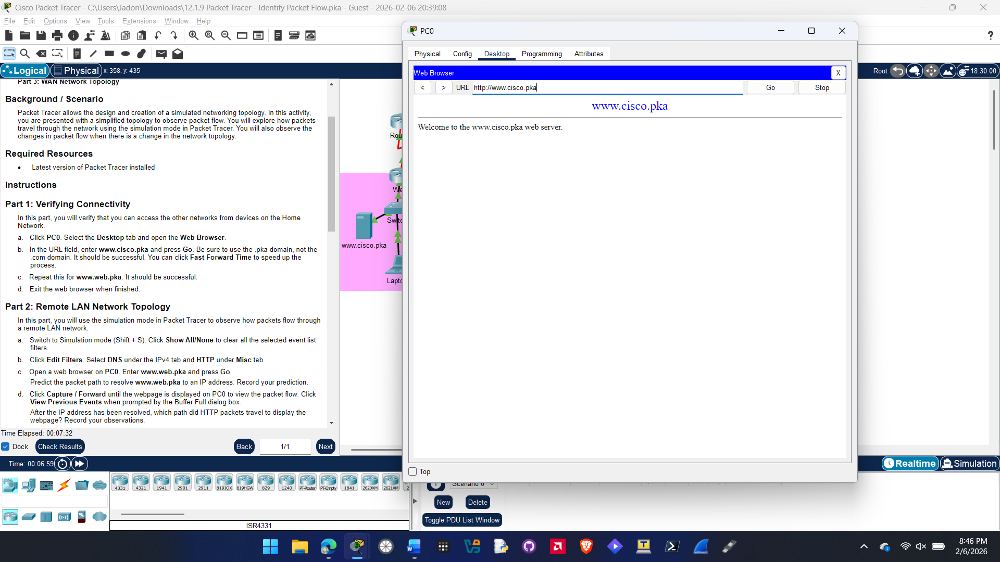 Cisco Packet Tracer - C:\Users\Jadon\Downloads\12.1.9 Packet Tracer - Identify Packet Flow.pka - Guest - 2026-02-06 20:39:08
File Edit Options View Tools Extensions Window Help
PC0
Physical Config Desktop Programming Attributes
Logical Physical x: 358, y: 435
Root 18:30:00
Web Browser X
< > URL http://www.cisco.pka Go Stop
www.cisco.pka
Welcome to the www.cisco.pka web server.
Part 3: WAN Network Topology
Background / Scenario
Packet Tracer allows the design and creation of a simulated networking topology. In this activity,
you are presented with a simplified topology to observe packet flow. You will explore how packets
travel through the network using the simulation mode in Packet Tracer. You will also observe the
changes in packet flow when there is a change in the network topology.
Required Resources
• Latest version of Packet Tracer installed
Instructions
Part 1: Verifying Connectivity
In this part, you will verify that you can access the other networks from devices on the Home
Network.
a. Click PC0. Select the Desktop tab and open the Web Browser.
b. In the URL field, enter www.cisco.pka and press Go. Be sure to use the .pka domain, not the
.com domain. It should be successful. You can click Fast Forward Time to speed up the
process.
c. Repeat this for www.web.pka. It should be successful.
d. Exit the web browser when finished.
Part 2: Remote LAN Network Topology
In this part, you will use the simulation mode in Packet Tracer to observe how packets flow through
a remote LAN network.
a. Switch to Simulation mode (Shift + S). Click Show All/None to clear all the selected event list
filters.
b. Click Edit Filters. Select DNS under the IPv4 tab and HTTP under Misc tab.
c. Open a web browser on PC0. Enter www.web.pka and press Go.
Predict the packet path to resolve www.web.pka to an IP address. Record your prediction.
d. Click Capture / Forward until the webpage is displayed on PC0 to view the packet flow. Click
View Previous Events when prompted by the Buffer Full dialog box.
After the IP address has been resolved, which path did HTTP packets travel to display the
webpage? Record your observations.
Rou
We
Switc
www.cisco.pka
Lapto
Time Elapsed: 00:07:32
Dock Check Results Back 1/1 Next
Time: 00:06:59
Realtime Simulation
Top
4331 4321 1941 2901 2911 819IOX 819HGW 829 1240 PT-Router PT-Empty 1841 2620XM 2621XM 2
ISR4331
Scenario 0
New Delete
Toggle PDU List Window
8:46 PM
2/6/2026